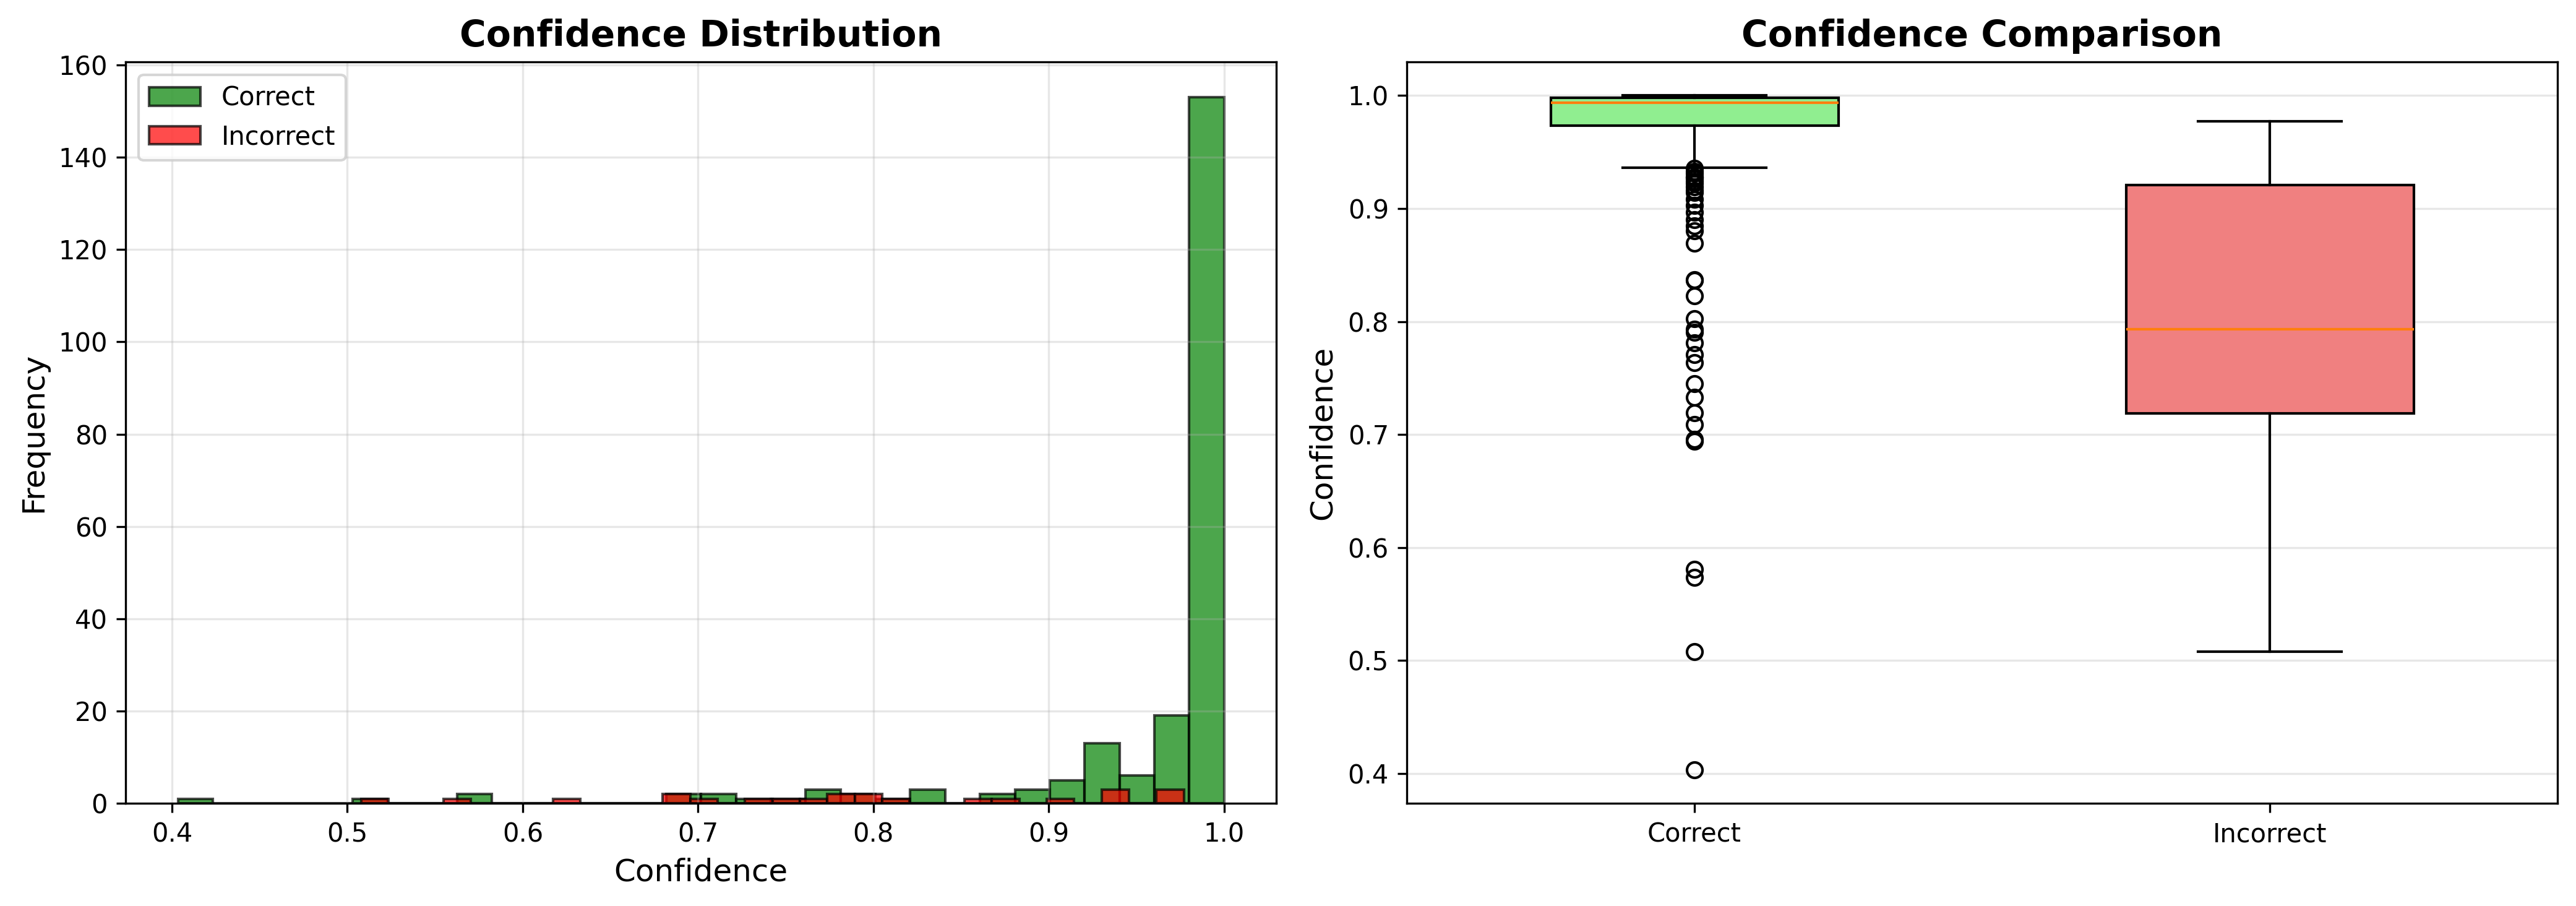 Confidence Distribution
160
140
120
100
80
60
40
20
0
Frequency
Correct
Incorrect
0.4 0.5 0.6 0.7 0.8 0.9 1.0
Confidence
Confidence Comparison
1.0
0.9
0.8
0.7
0.6
0.5
0.4
Confidence
Correct Incorrect